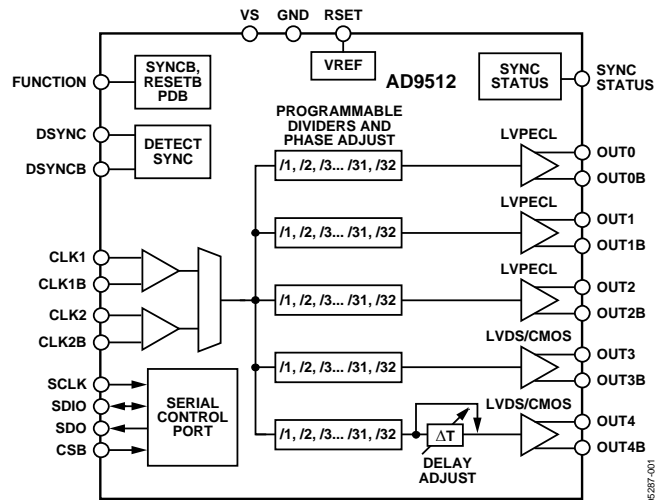 VS GND RSET
VREF
AD9512
FUNCTION
SYNCB,
RESETB
PDB
SYNC
STATUS
SYNC
STATUS
DSYNC
DSYNCB
DETECT
SYNC
PROGRAMMABLE
DIVIDERS AND
PHASE ADJUST
/1, /2, /3... /31, /32
LVPECL
OUT0
OUT0B
/1, /2, /3... /31, /32
LVPECL
OUT1
OUT1B
CLK1
CLK1B
CLK2
CLK2B
/1, /2, /3... /31, /32
LVPECL
OUT2
OUT2B
/1, /2, /3... /31, /32
LVDS/CMOS
OUT3
OUT3B
SCLK
SDIO
SDO
CSB
SERIAL
CONTROL
PORT
/1, /2, /3... /31, /32
ΔT
DELAY
ADJUST
LVDS/CMOS
OUT4
OUT4B
05287-001